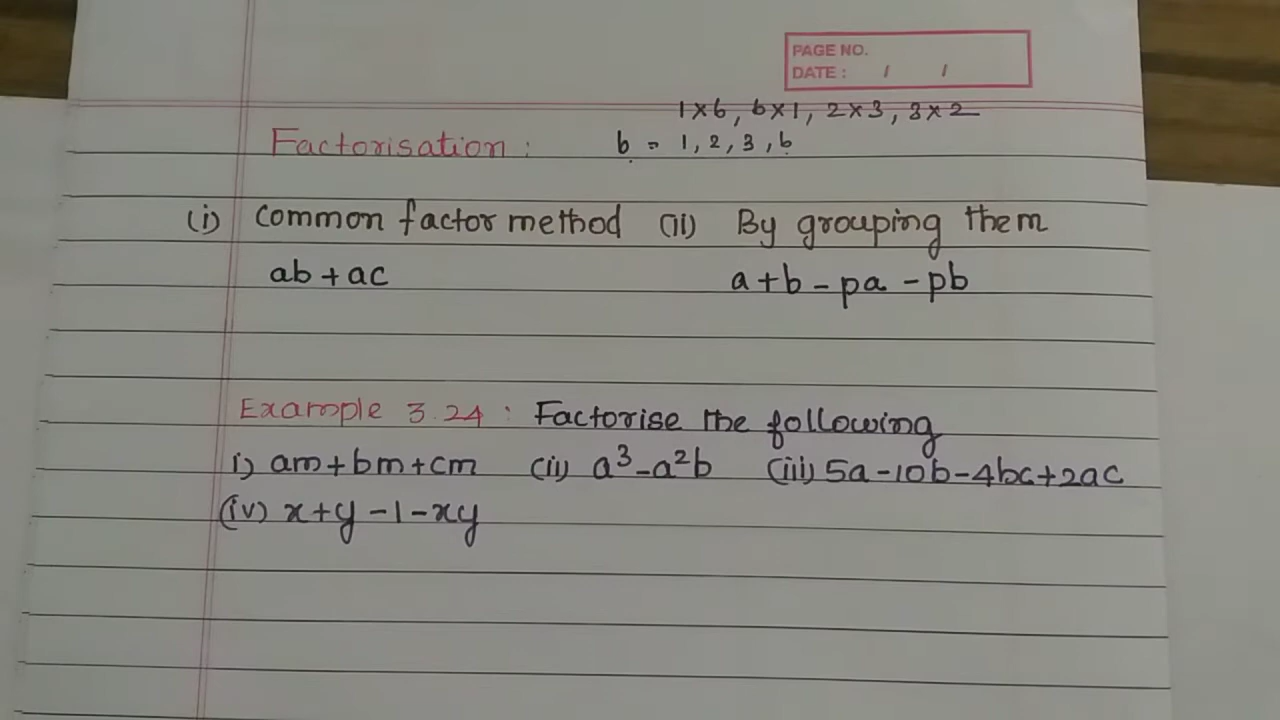 PAGE NO.
DATE : / /
1×6, 6×1, 2×3, 3×2
Factorisation : 6 = 1, 2, 3, 6
(i) common factor method (ii) By grouping them
ab + ac a + b - pa - pb
Example 3.24 : Factorise the following
i) am + bm + cm (ii) a³ - a²b (iii) 5a - 10b - 4bc + 2ac
(iv) x + y - 1 - xy